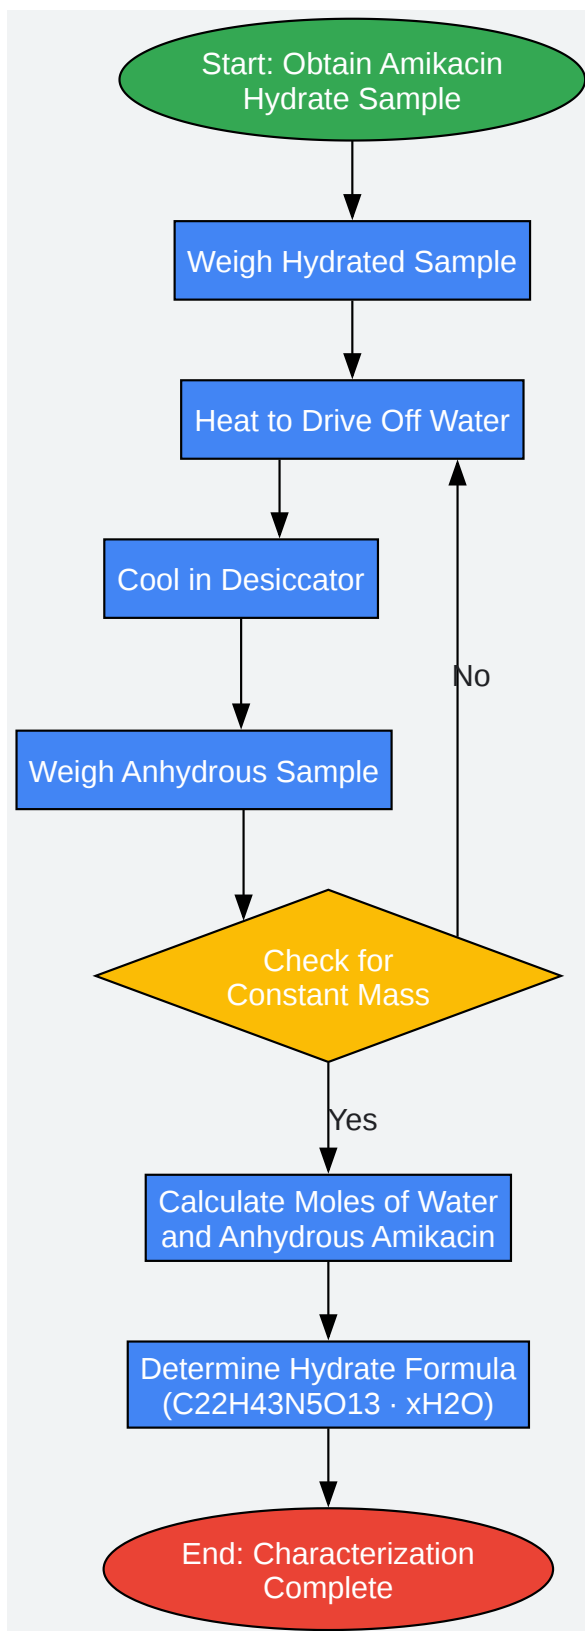 Start: Obtain Amikacin
Hydrate Sample
Weigh Hydrated Sample
Heat to Drive Off Water
Cool in Desiccator
No
Weigh Anhydrous Sample
Check for
Constant Mass
Yes
Calculate Moles of Water
and Anhydrous Amikacin
Determine Hydrate Formula
(C22H43N5O13 · xH2O)
End: Characterization
Complete